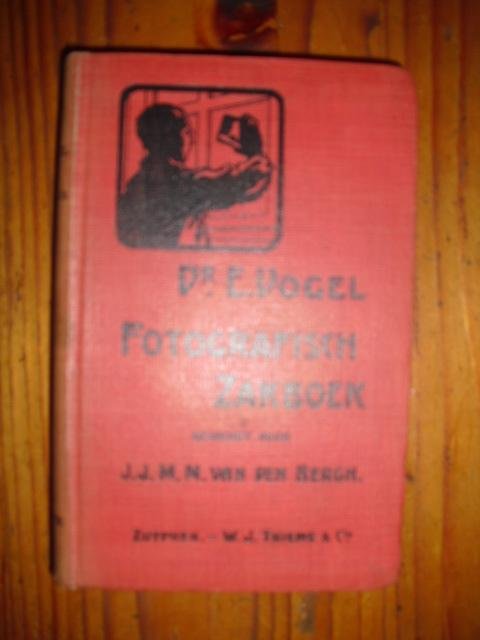 DR E. VOGEL
FOTOGRAFISCH
ZAKBOEK
J. J. M. N. VAN DEN BERGH.
ZUTPHEN. – W. J. THIEME & CO